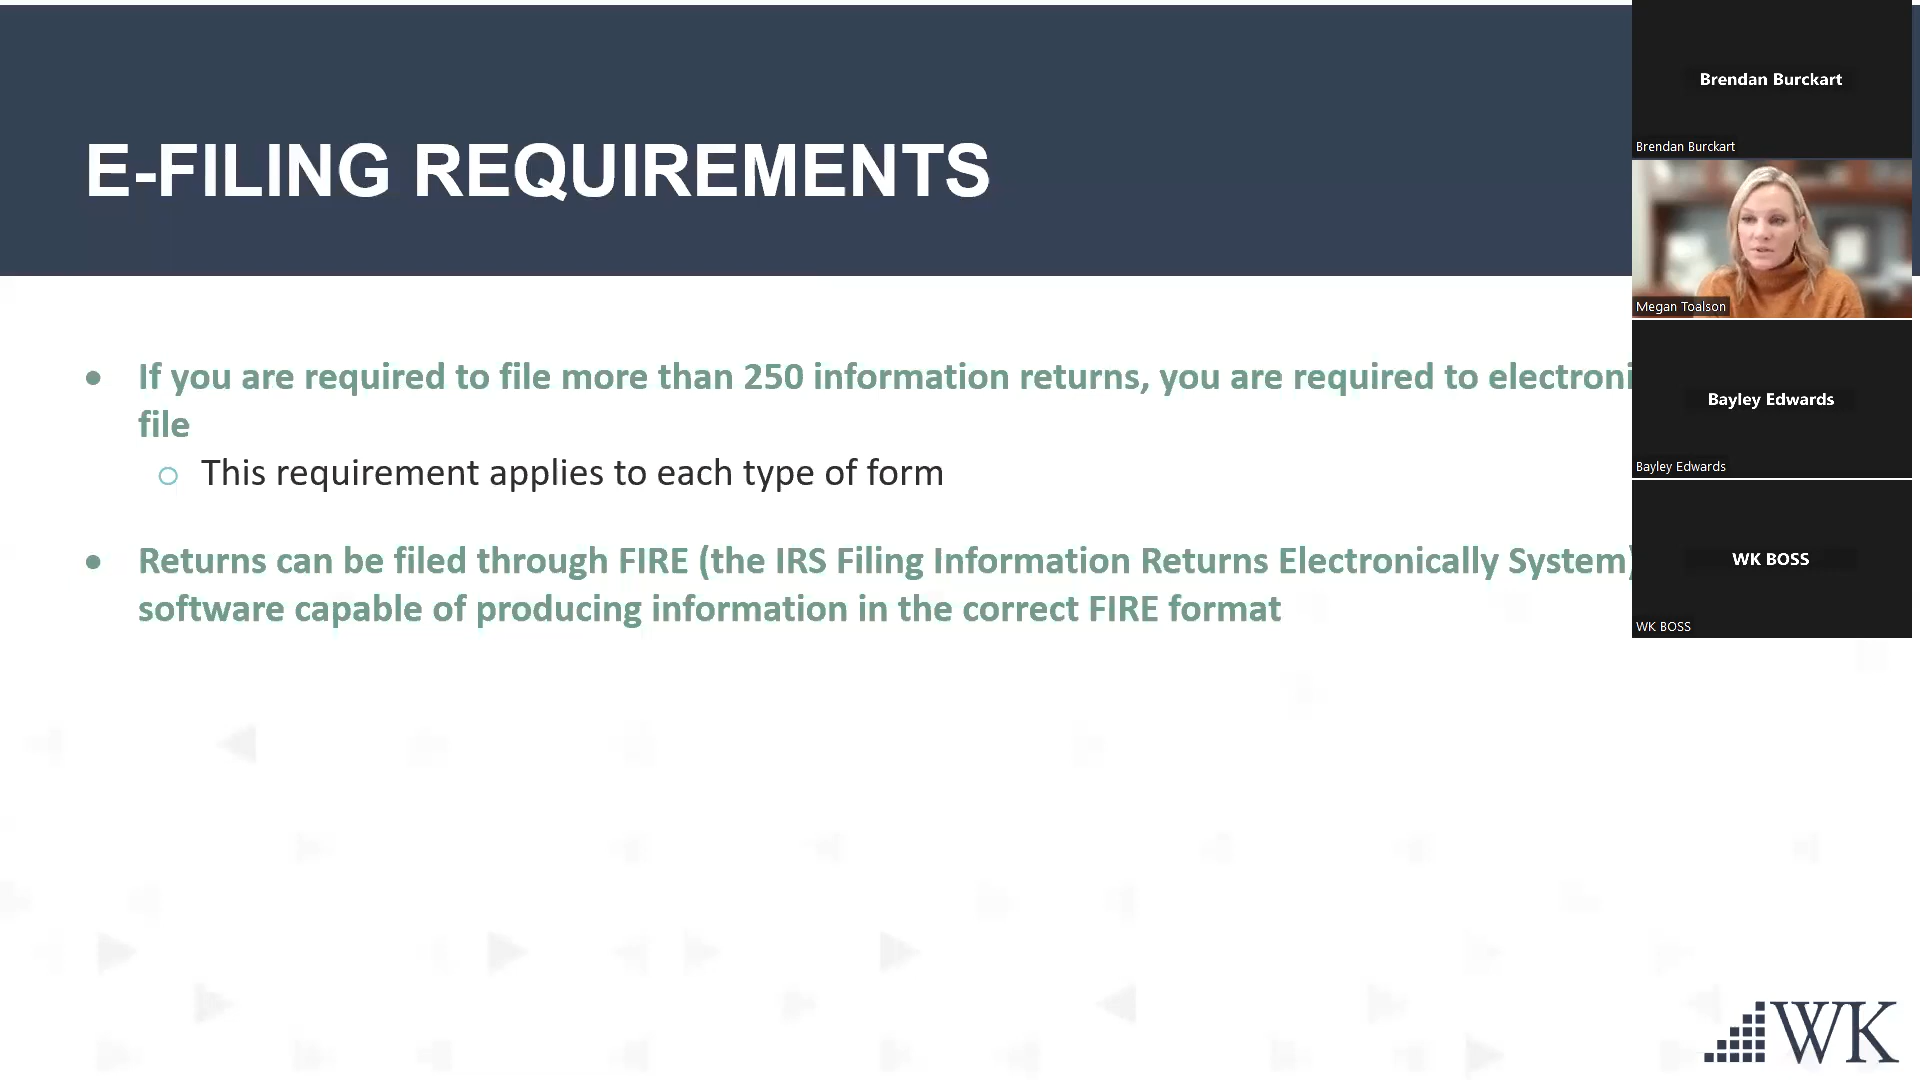 E-FILING REQUIREMENTS
If you are required to file more than 250 information returns, you are required to
file
This requirement applies to each type of form
Returns can be filed through FIRE (the IRS Filing Information Returns Electronically System)
software capable of producing information in the correct FIRE format
Brendan Burckart
Brendan Burckart
Megan Toalson
Bayley Edwards
Bayley Edwards
WK BOSS
WK BOSS
WK